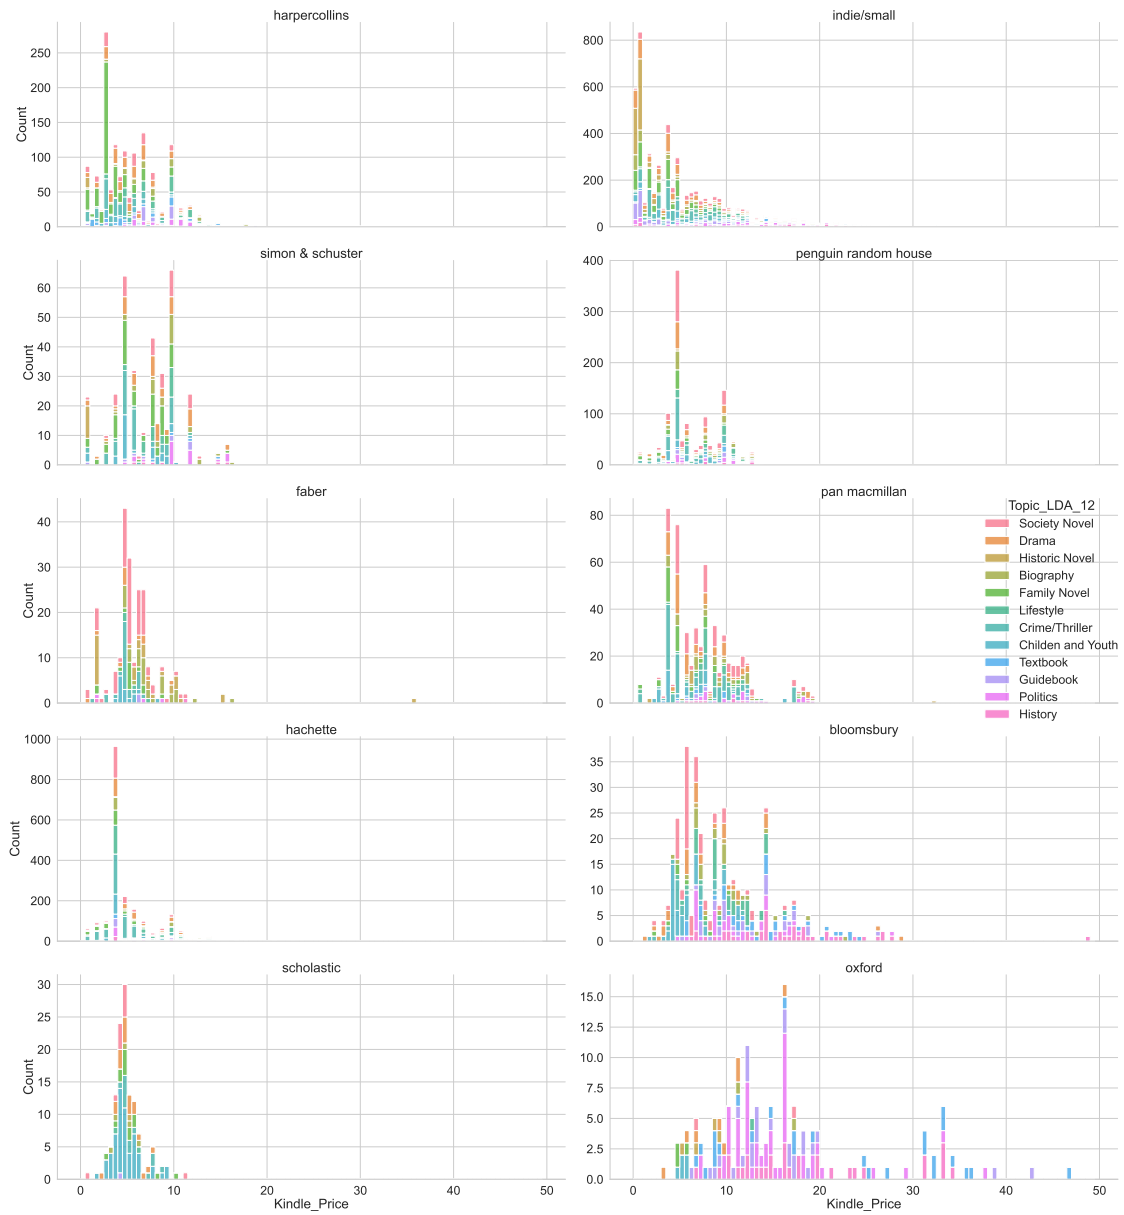 harpercollins
indie/small
250
200
150
100
50
0
Count
800
600
400
200
0
simon & schuster
penguin random house
60
50
40
30
20
10
0
Count
400
300
200
100
0
faber
pan macmillan
40
30
20
10
0
Count
80
60
40
20
0
Topic_LDA_12
Society Novel
Drama
Historic Novel
Biography
Family Novel
Lifestyle
Crime/Thriller
Childen and Youth
Textbook
Guidebook
Politics
History
hachette
bloomsbury
1000
800
600
400
200
0
Count
35
30
25
20
15
10
5
0
scholastic
oxford
30
25
20
15
10
5
0
Count
15.0
12.5
10.0
7.5
5.0
2.5
0.0
0 10 20 30 40 50
Kindle_Price
0 10 20 30 40 50
Kindle_Price